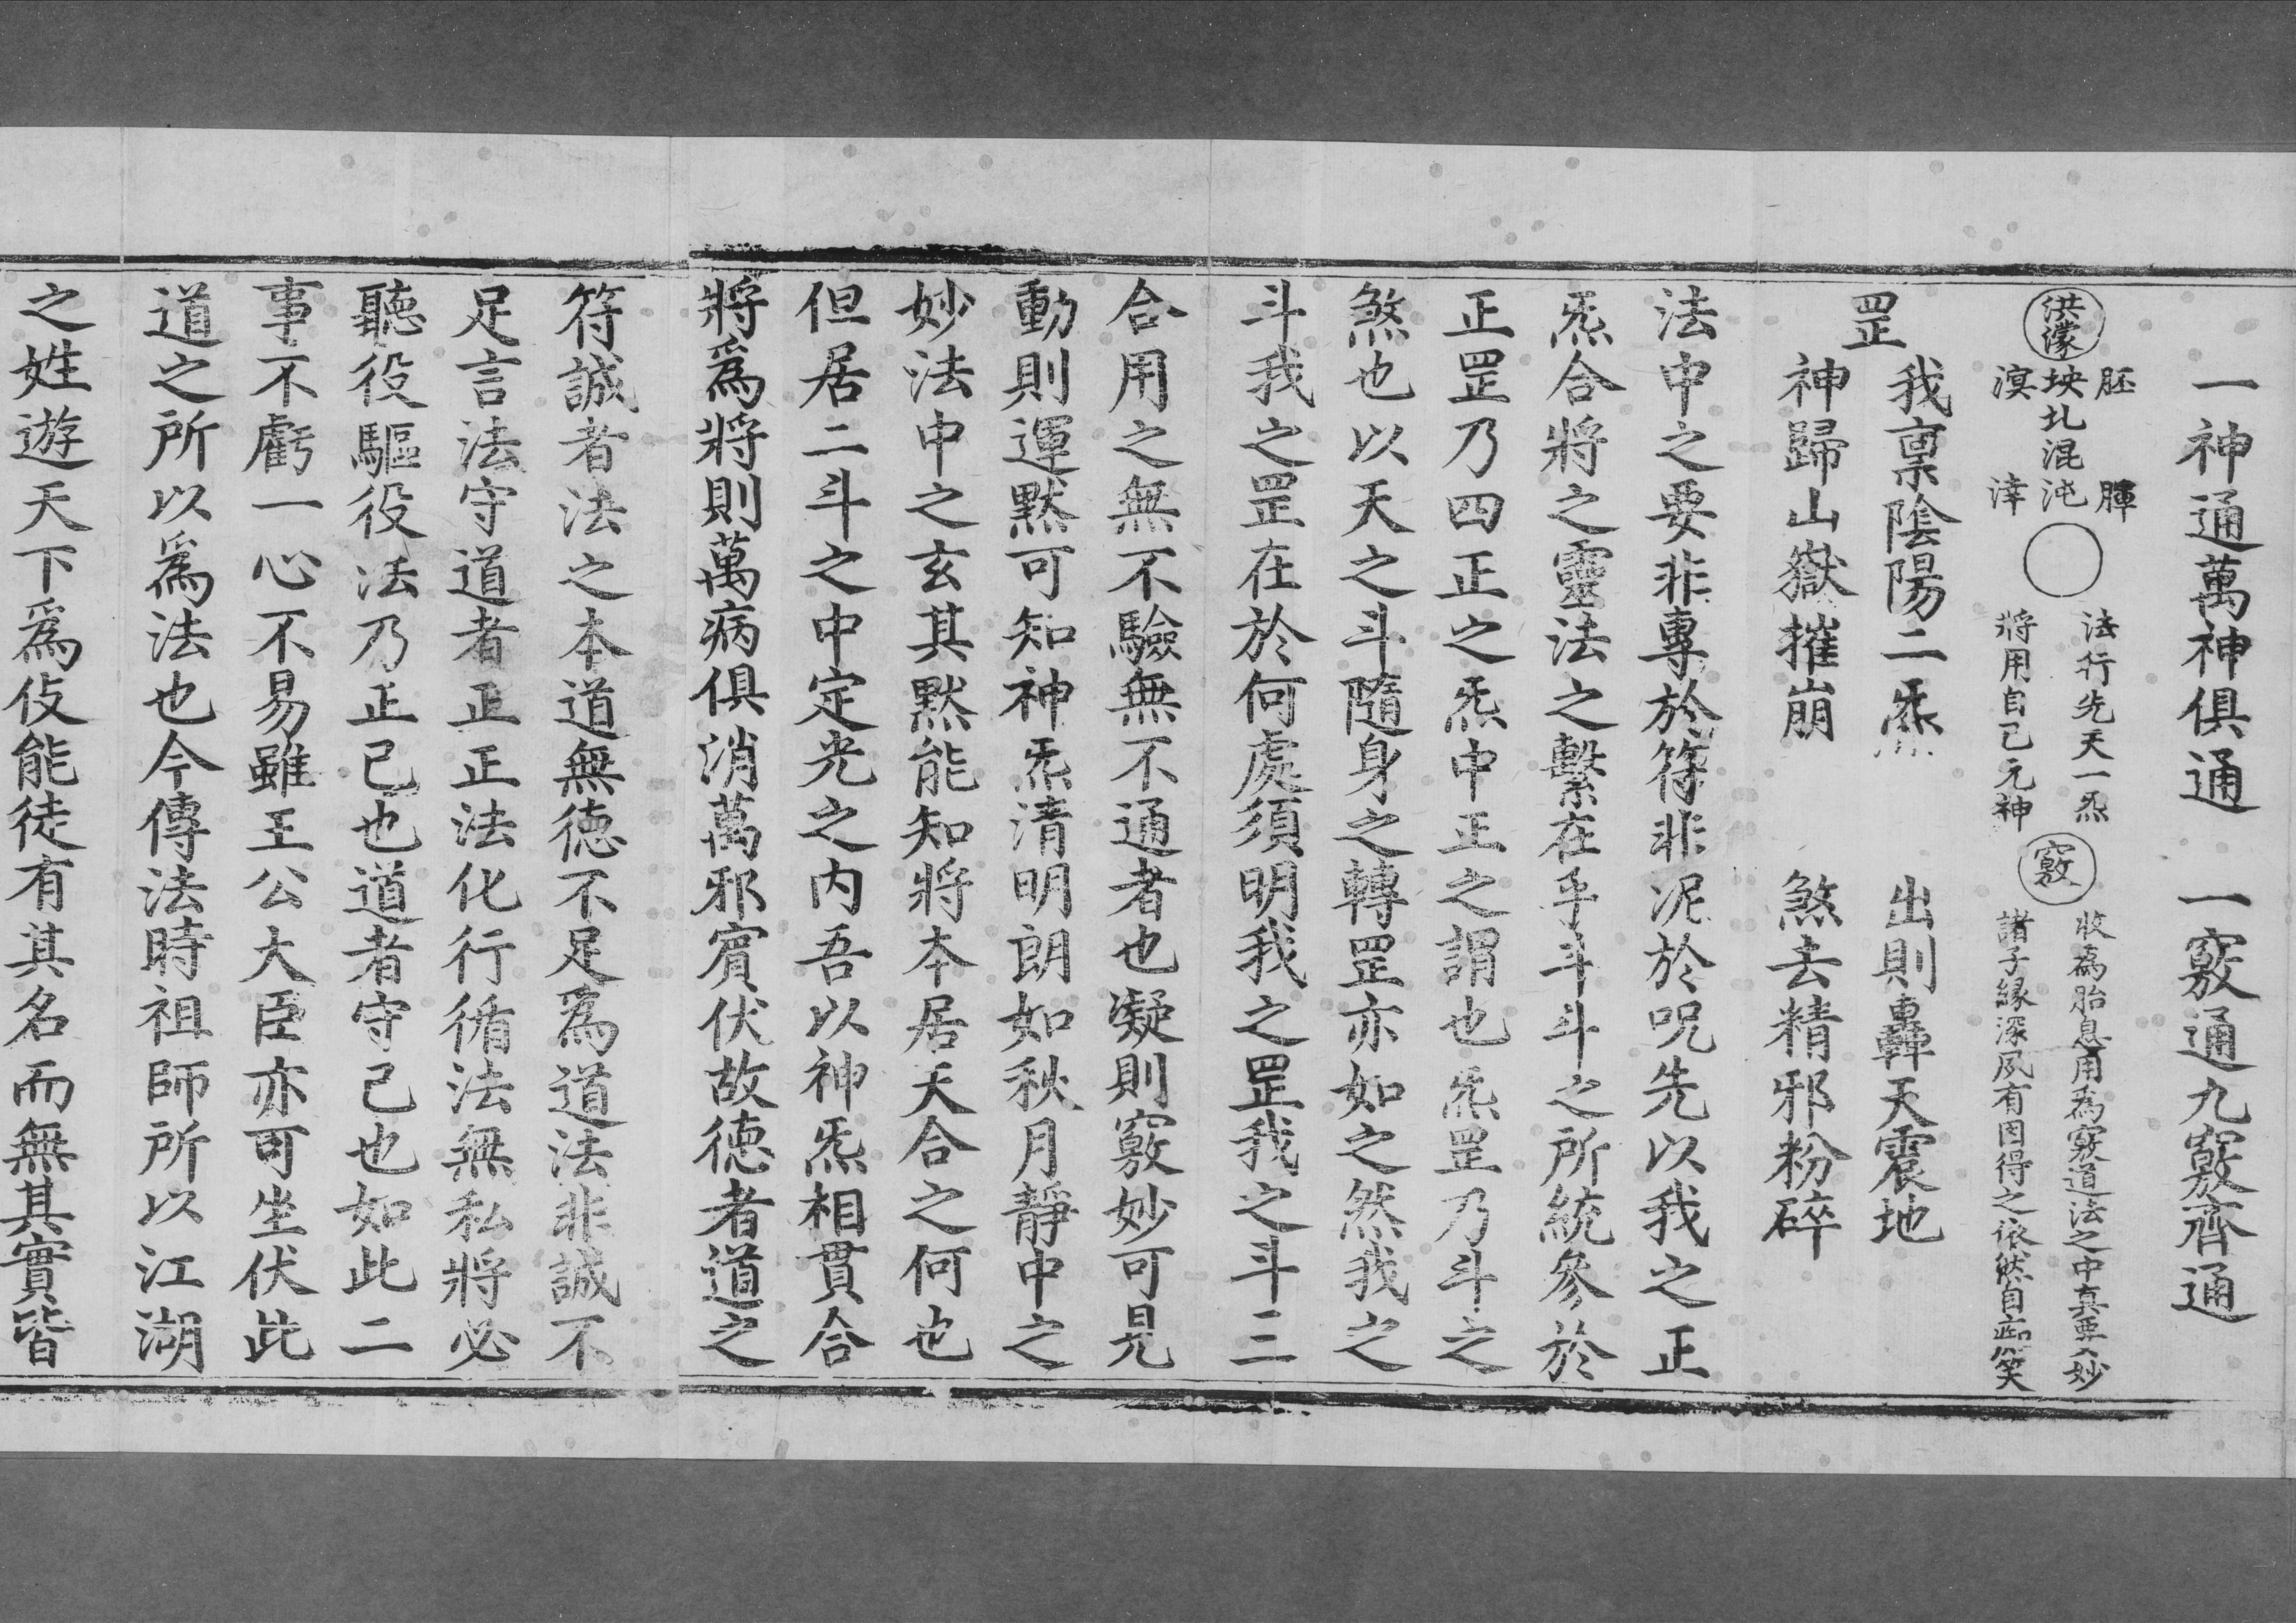 一神通萬神俱通　一竅通九竅齊通
洪濛
胚　腪
坱圠混沌
溟　涬
法行先天一炁
將用自己元神
竅
收為胎息用為竅道法之中真要妙
諸子緣深夙有因得之依然自癡笑
罡
我禀陰陽二炁　出則轟天震地
神歸山嶽摧崩　煞去精邪粉碎
法中之要非專於符非泥於呪先以我之正
炁合將之靈法之繫在乎斗斗之所統參於
正罡乃四正之炁中正之謂也炁罡乃斗之
煞也以天之斗隨身之轉罡亦如之然我之
斗我之罡在於何處須明我之罡我之斗三
合用之無不驗無不通者也凝則竅妙可見
動則運黙可知神炁清明朗如秋月靜中之
妙法中之玄其黙能知將本居天合之何也
但居二斗之中定光之内吾以神炁相貫合
將爲將則萬病俱消萬邪賓伏故德者道之
符誠者法之本道無德不足爲道法非誠不
足言法守道者正正法化行循法無私將必
聽役驅役法乃正已也道者守己也如此二
事不虧一心不易雖王公大臣亦可坐伏此
道之所以爲法也今傳法時祖師所以江湖
之姓遊天下爲伎能徒有其名而無其實皆